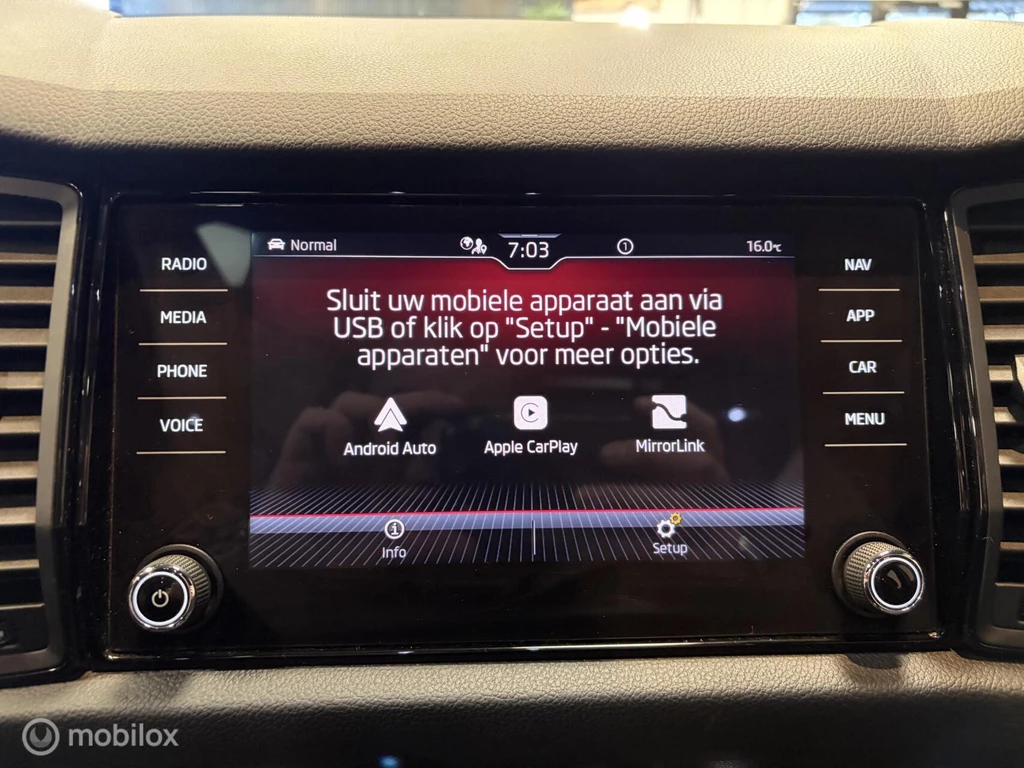 Normal 7:03 1 16.0°C
RADIO
MEDIA
PHONE
VOICE
Sluit uw mobiele apparaat aan via
USB of klik op "Setup" - "Mobiele
apparaten" voor meer opties.
Android Auto Apple CarPlay MirrorLink
Info Setup
NAV
APP
CAR
MENU
mobilox